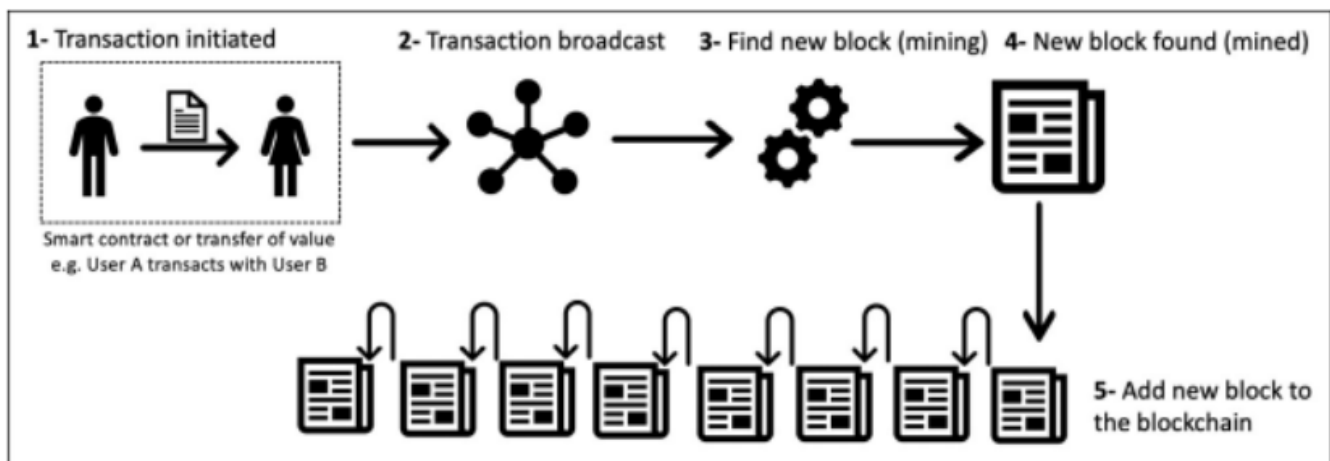 1- Transaction initiated
2- Transaction broadcast
3- Find new block (mining)
4- New block found (mined)
Smart contract or transfer of value
e.g. User A transacts with User B
5- Add new block to
the blockchain